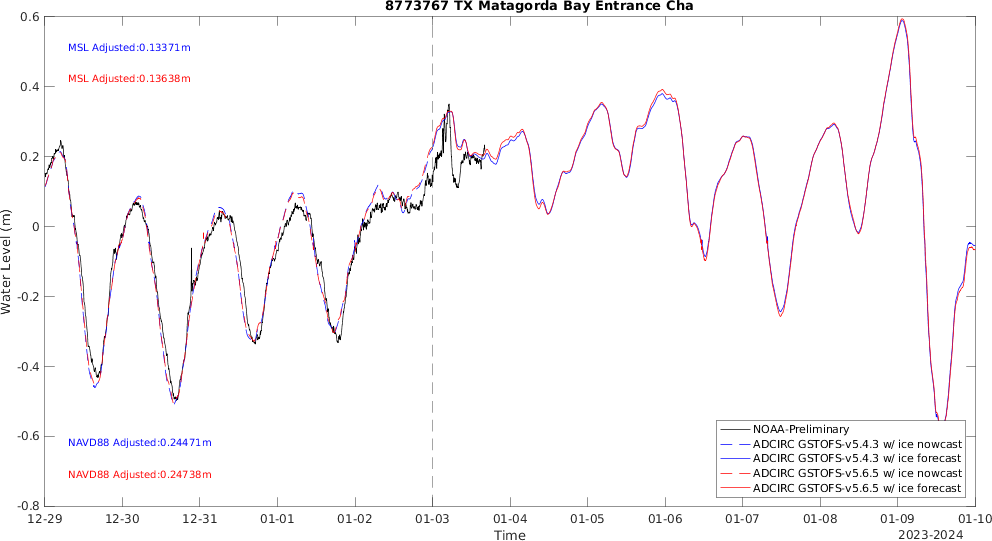 8773767 TX Matagorda Bay Entrance Cha
0.6
0.4
0.2
0
-0.2
-0.4
-0.6
-0.8
Water Level (m)
MSL Adjusted:0.13371m
MSL Adjusted:0.13638m
NAVD88 Adjusted:0.24471m
NAVD88 Adjusted:0.24738m
NOAA-Preliminary
ADCIRC GSTOFS-v5.4.3 w/ ice nowcast
ADCIRC GSTOFS-v5.4.3 w/ ice forecast
ADCIRC GSTOFS-v5.6.5 w/ ice nowcast
ADCIRC GSTOFS-v5.6.5 w/ ice forecast
12-29 12-30 12-31 01-01 01-02 01-03 01-04 01-05 01-06 01-07 01-08 01-09 01-10
Time
2023-2024